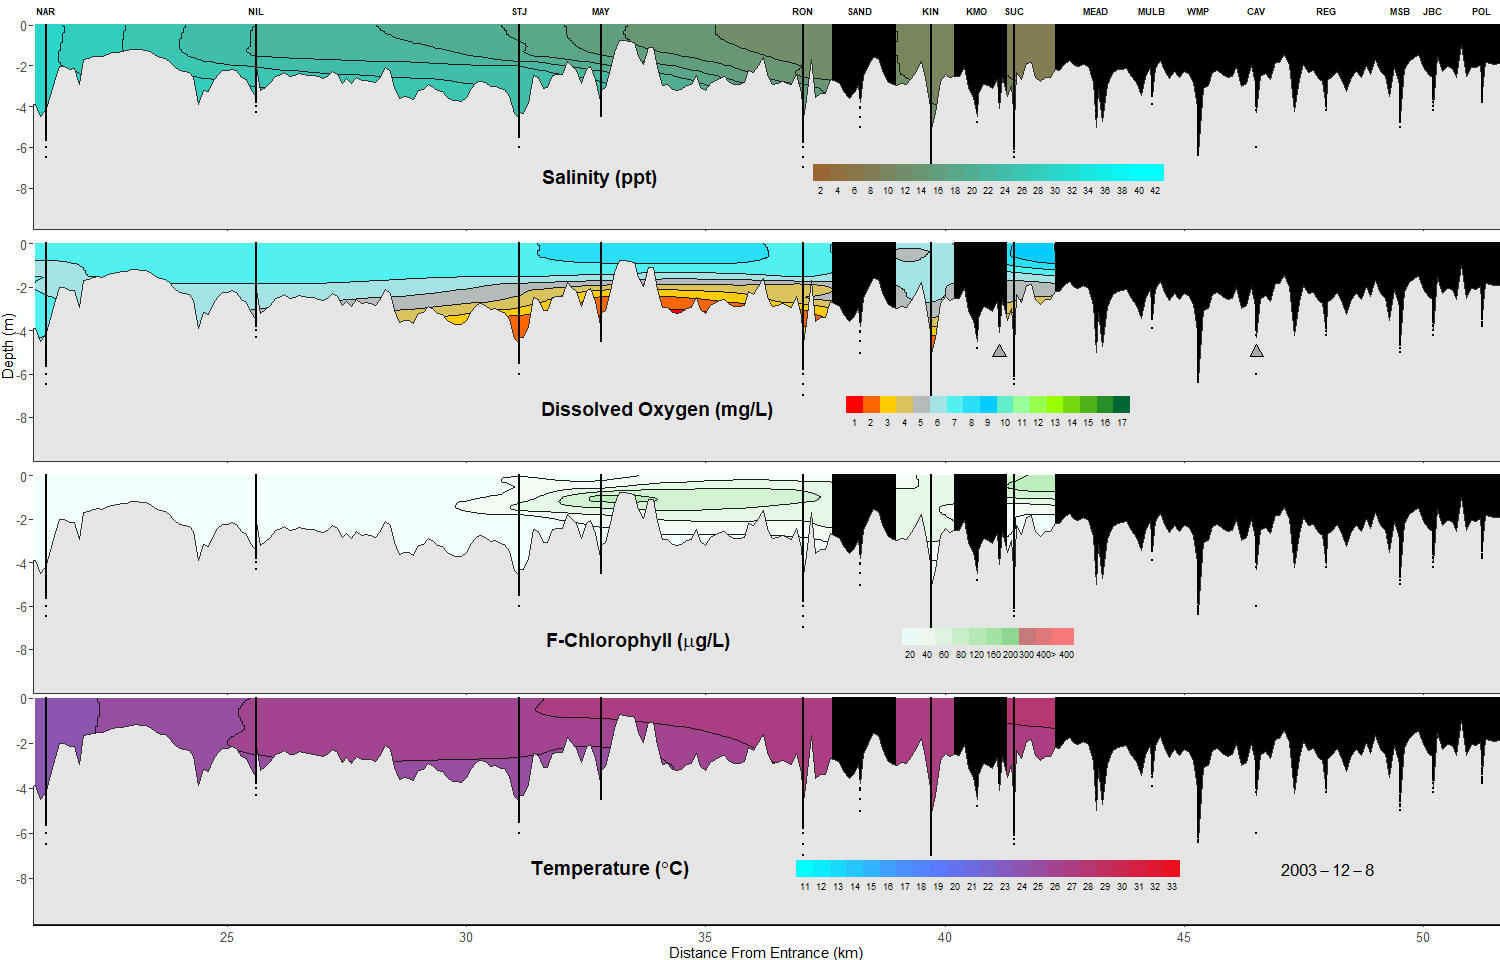 NAR NIL STJ MAY RON SAND KIN KMO SUC MEAD MULB WMP CAV REG MSB JBC POL
0
-2
-4
-6
-8
Salinity (ppt)
2 4 6 8 10 12 14 16 18 20 22 24 26 28 30 32 34 36 38 40 42
0
-2
-4
-6
-8
Depth (m)
Dissolved Oxygen (mg/L)
1 2 3 4 5 6 7 8 9 10 11 12 13 14 15 16 17
0
-2
-4
-6
-8
F-Chlorophyll (μg/L)
20 40 60 80 120 160 200 300 400> 400
0
-2
-4
-6
-8
Temperature (°C)
11 12 13 14 15 16 17 18 19 20 21 22 23 24 25 26 27 28 29 30 31 32 33
2003 – 12 – 8
25 30 35 40 45 50
Distance From Entrance (km)